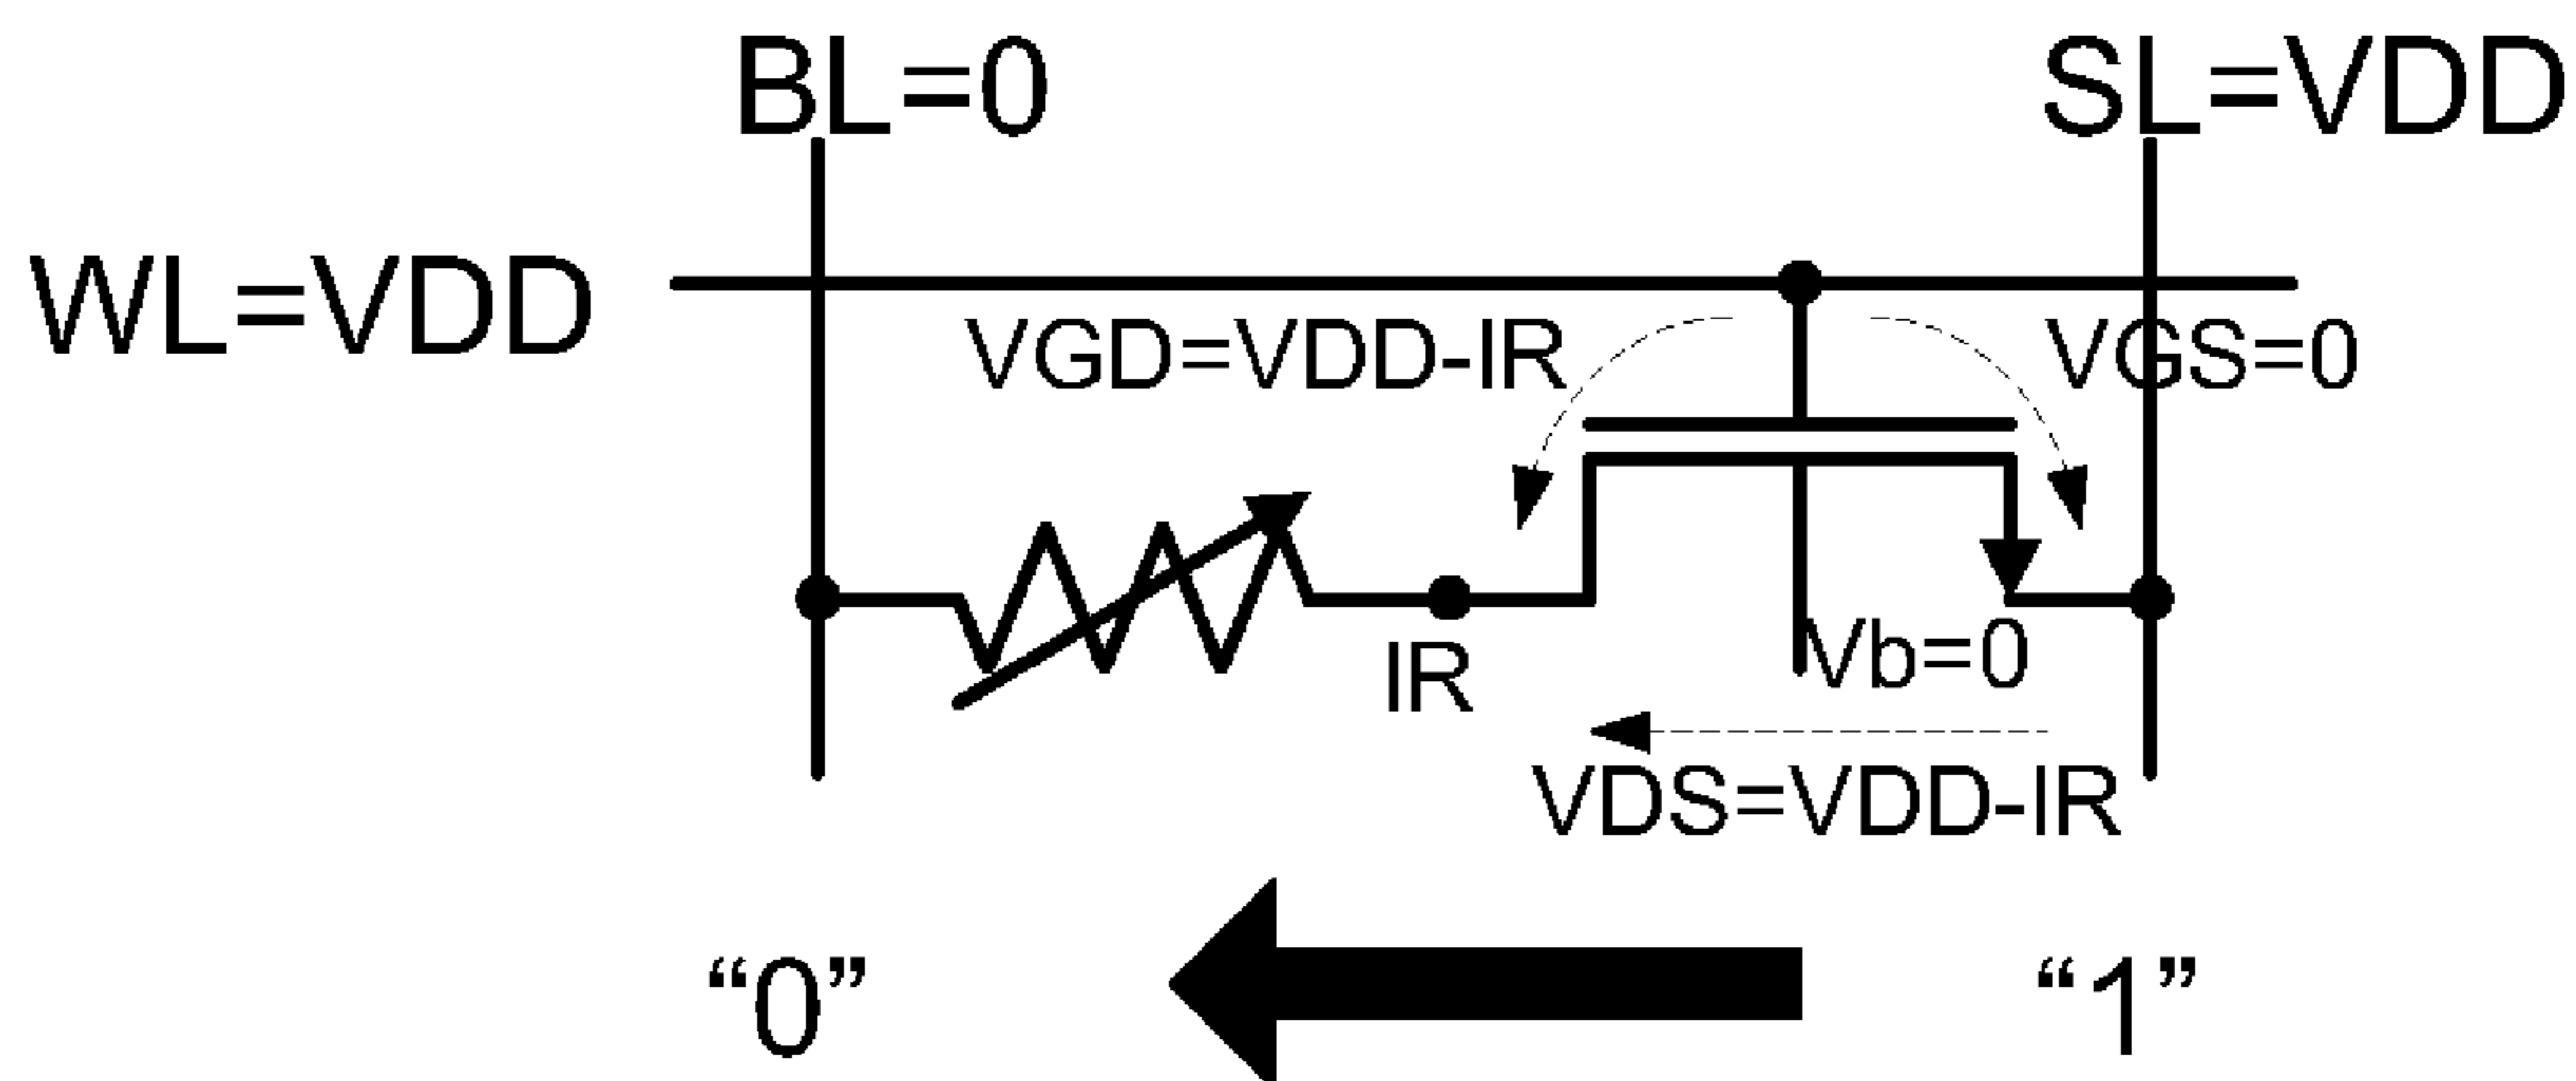 BL=0
SL=VDD
WL=VDD
VGD=VDD-IR
VGS=0
IR
Vb=0
VDS=VDD-IR
“0”
“1”